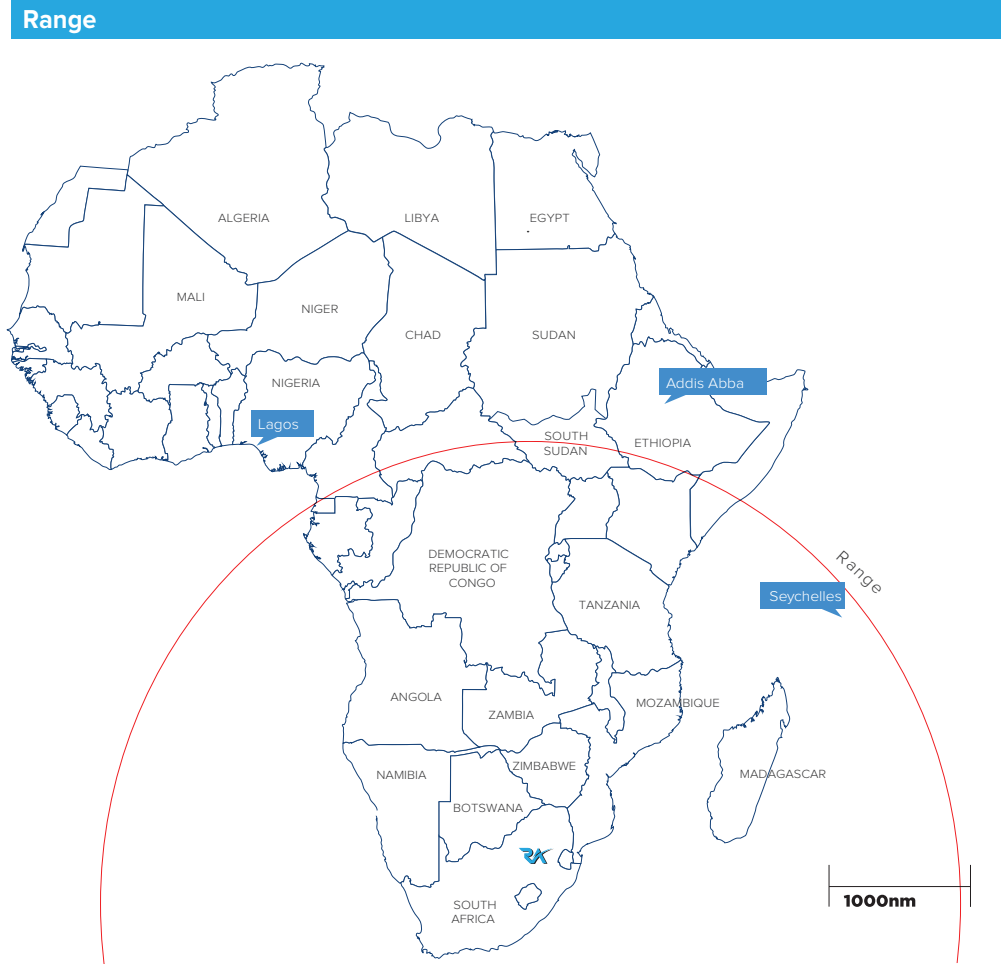 Range
ALGERIA
LIBYA
EGYPT
MALI
NIGER
CHAD
SUDAN
NIGERIA
Addis Abba
Lagos
SOUTH
SUDAN
ETHIOPIA
DEMOCRATIC
REPUBLIC OF
CONGO
Range
Seychelles
TANZANIA
ANGOLA
ZAMBIA
MOZAMBIQUE
NAMIBIA
ZIMBABWE
MADAGASCAR
BOTSWANA
RA
SOUTH
AFRICA
1000nm